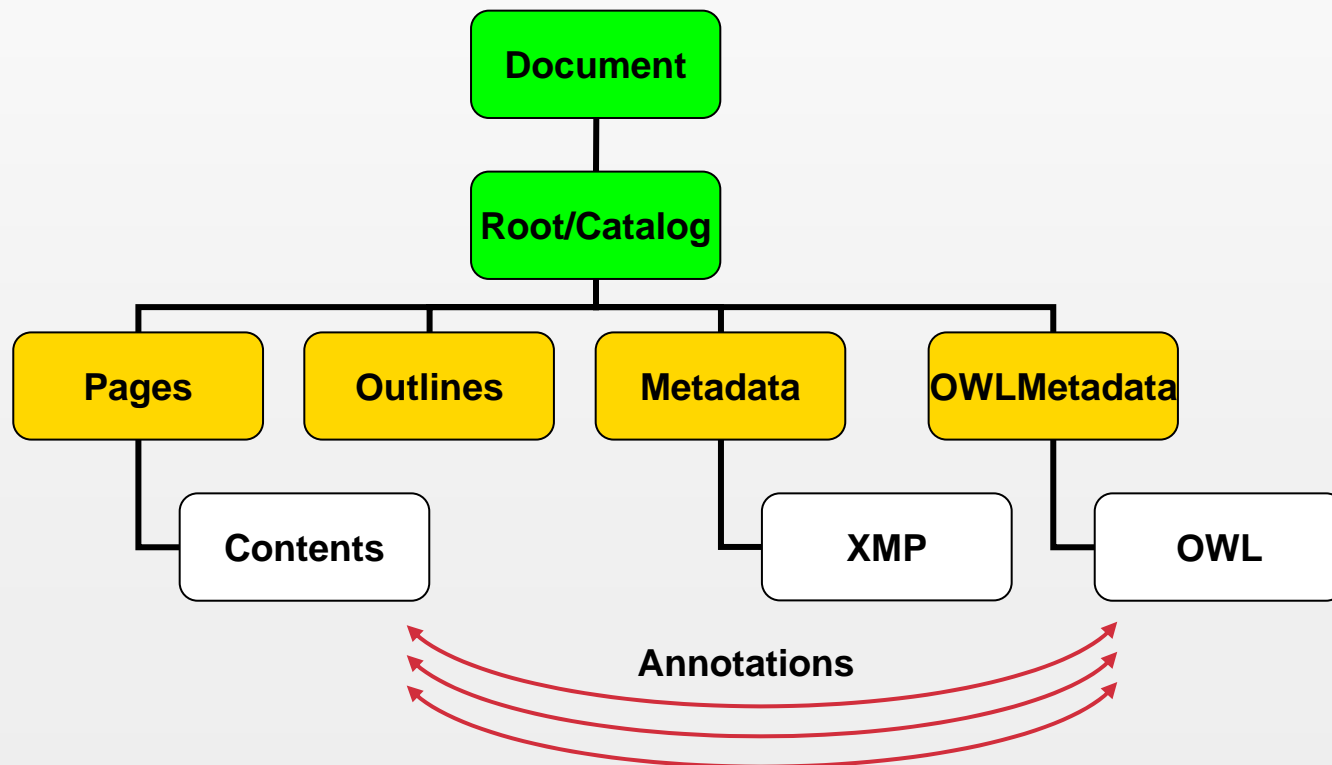 Document
Root/Catalog
Pages
Outlines
Metadata
OWLMetadata
Contents
XMP
OWL
Annotations